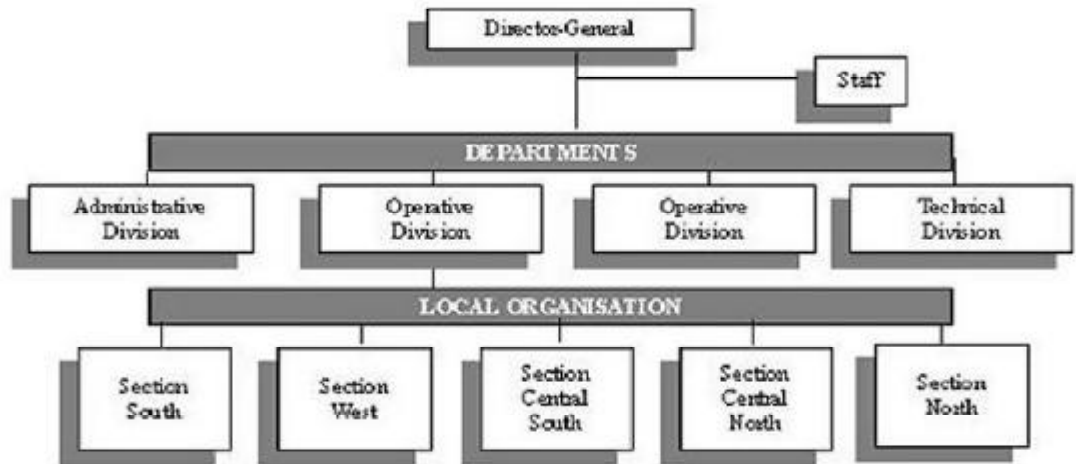 Director-General
Staff
DEPARTMENTS
Administrative
Division
Operative
Division
Operative
Division
Technical
Division
LOCAL ORGANISATION
Section
South
Section
West
Section
Central
South
Section
Central
North
Section
North